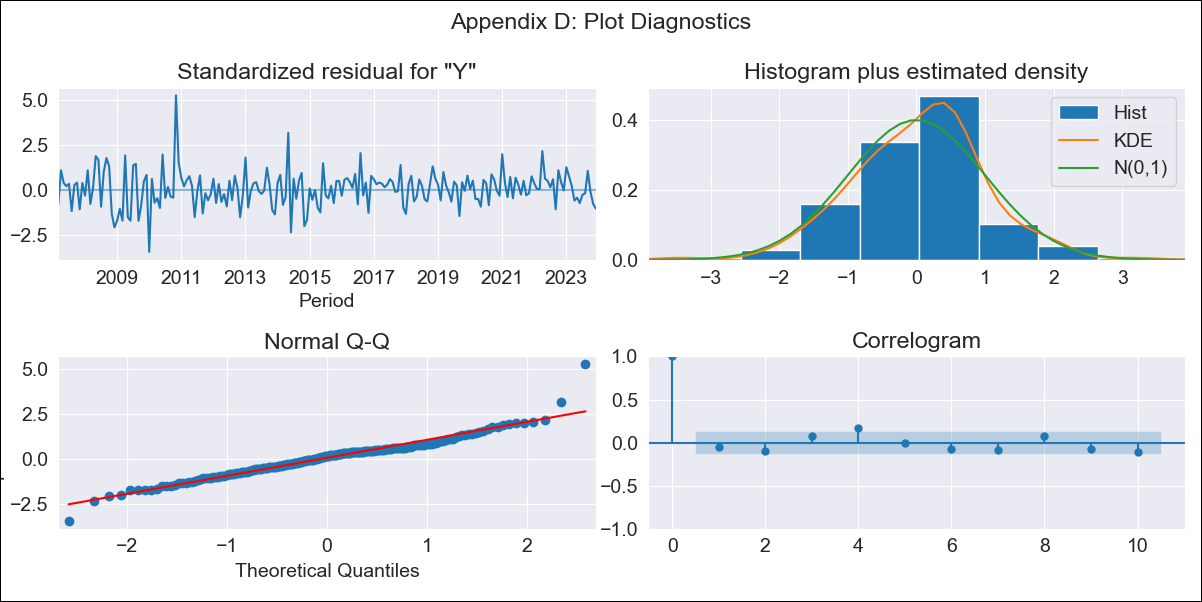 Appendix D: Plot Diagnostics
Standardized residual for "Y"
5.0
2.5
0.0
−2.5
2009 2011 2013 2015 2017 2019 2021 2023
Period
Histogram plus estimated density
0.4
0.2
0.0
−3 −2 −1 0 1 2 3
Hist
KDE
N(0,1)
Normal Q-Q
5.0
2.5
0.0
−2.5
−2 −1 0 1 2
Theoretical Quantiles
Correlogram
1.0
0.5
0.0
−0.5
−1.0
0 2 4 6 8 10